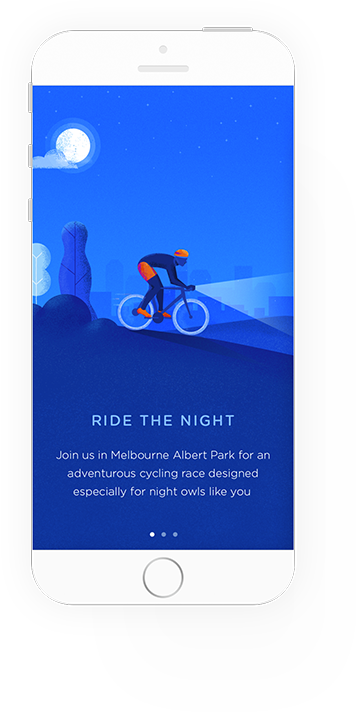 RIDE THE NIGHT
Join us in Melbourne Albert Park for an
adventurous cycling race designed
especially for night owls like you